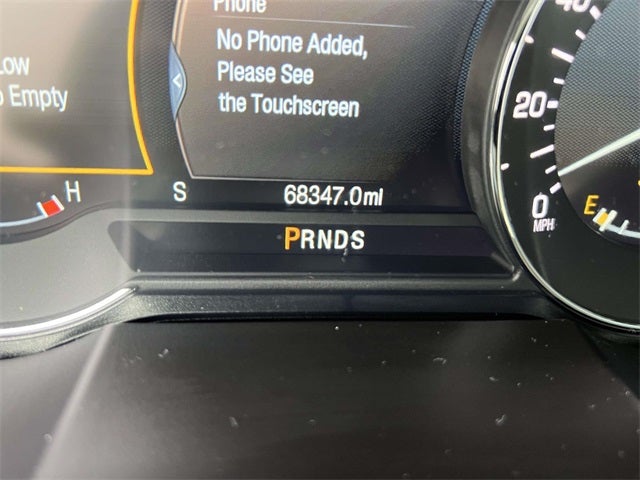 Phone
No Phone Added,
Please See
the Touchscreen
Low
Empty
H
S
68347.0mi
PRNDS
40
20
0
MPH
E